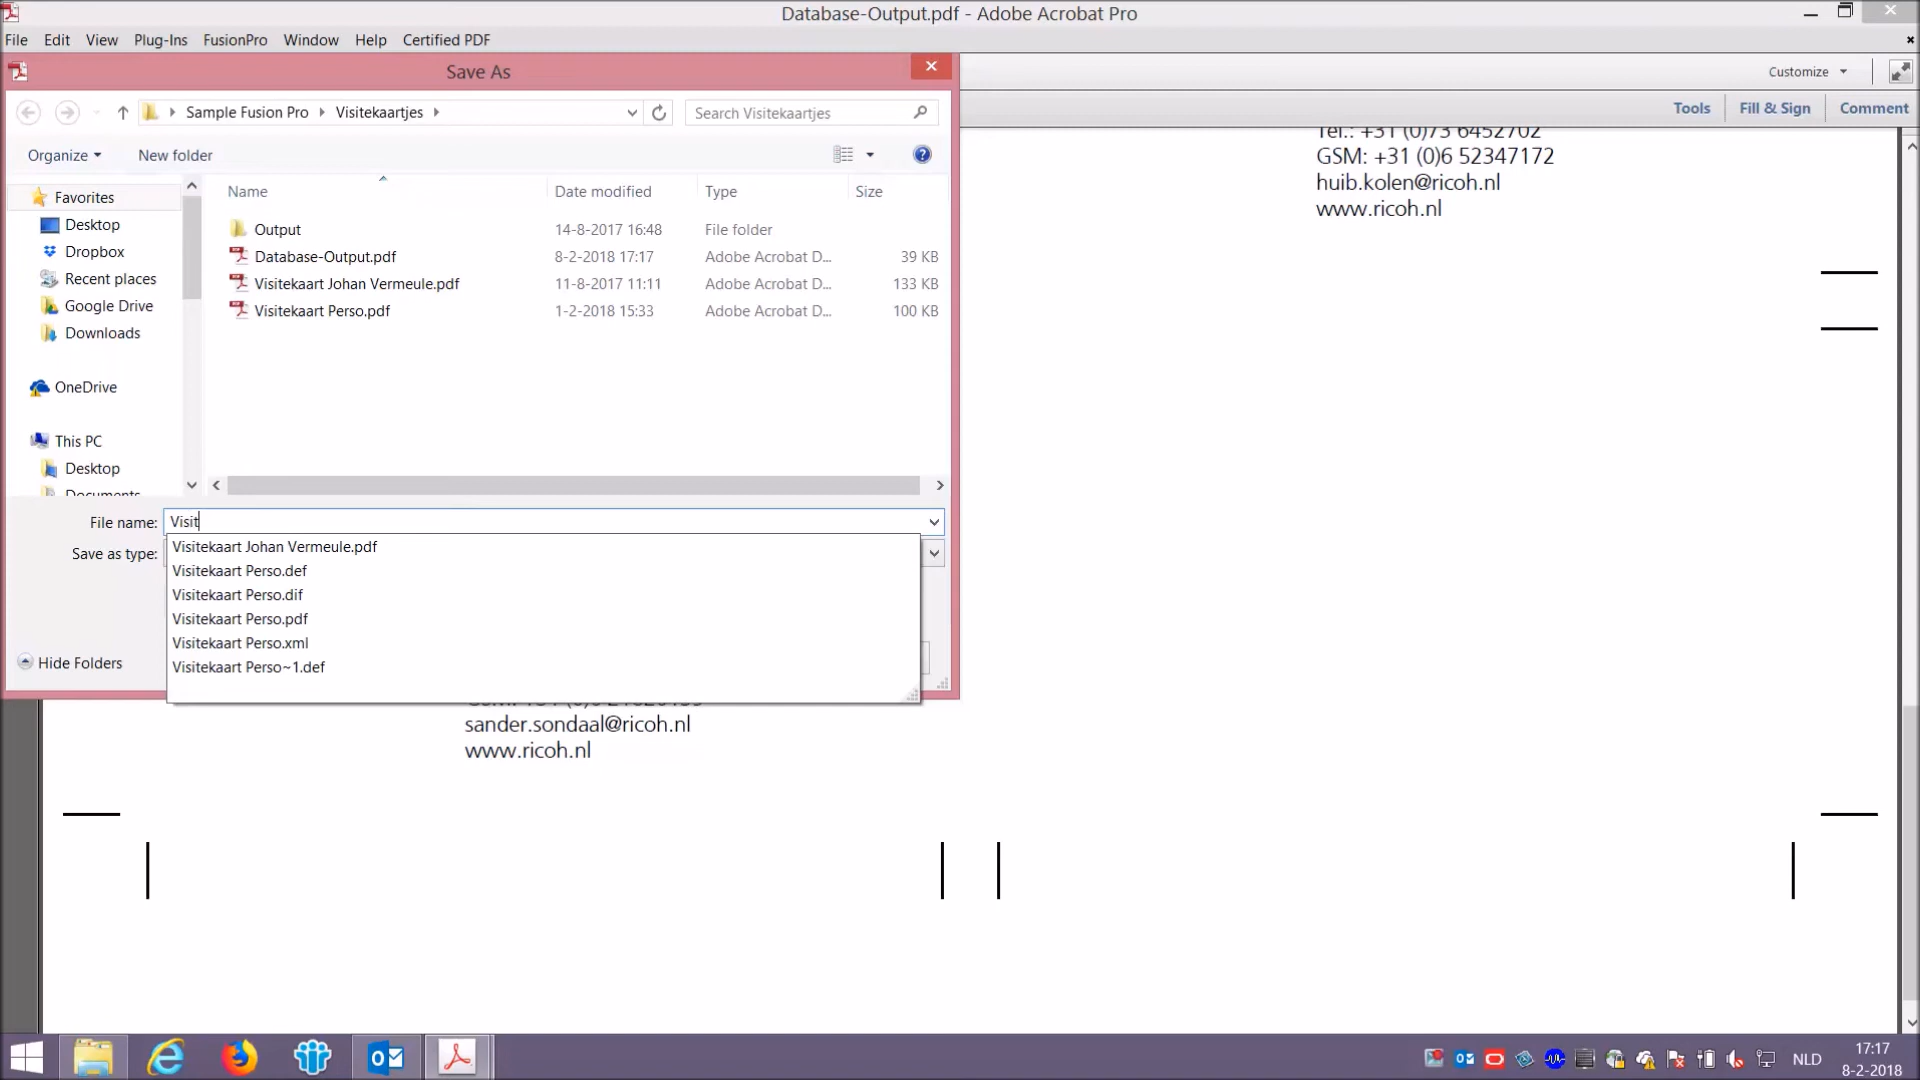 Database-Output.pdf - Adobe Acrobat Pro
File Edit View Plug-Ins FusionPro Window Help Certified PDF
Save As
Customize
Sample Fusion Pro Visitekaartjes
Search Visitekaartjes
Tools Fill & Sign Comment
Organize New folder
Tel.: +31 (0)73 6452702
GSM: +31 (0)6 52347172
huib.kolen@ricoh.nl
www.ricoh.nl
Name Date modified Type Size
Favorites
Desktop
Dropbox
Recent places
Google Drive
Downloads
OneDrive
This PC
Desktop
Documents
Output 14-8-2017 16:48 File folder
Database-Output.pdf 8-2-2018 17:17 Adobe Acrobat D... 39 KB
Visitekaart Johan Vermeule.pdf 11-8-2017 11:11 Adobe Acrobat D... 133 KB
Visitekaart Perso.pdf 1-2-2018 15:33 Adobe Acrobat D... 100 KB
File name: Visit
Save as type:
Visitekaart Johan Vermeule.pdf
Visitekaart Perso.def
Visitekaart Perso.dif
Visitekaart Perso.pdf
Visitekaart Perso.xml
Visitekaart Perso~1.def
Hide Folders
sander.sondaal@ricoh.nl
www.ricoh.nl
NLD
17:17
8-2-2018